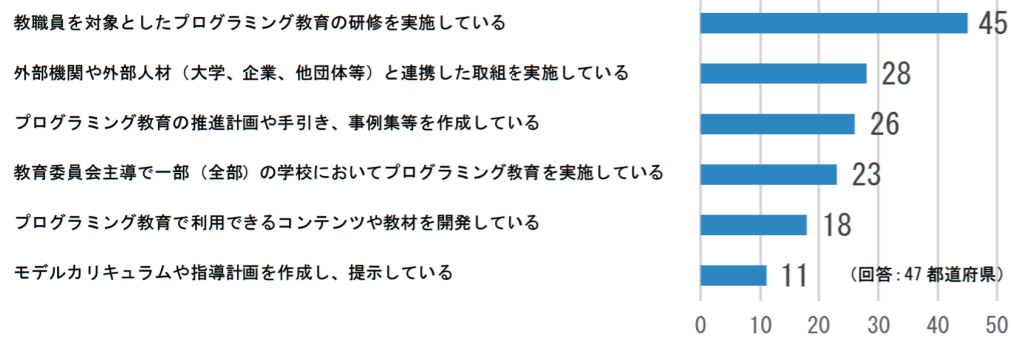 教職員を対象としたプログラミング教育の研修を実施している
45
外部機関や外部人材（大学、企業、他団体等）と連携した取組を実施している
28
プログラミング教育の推進計画や手引き、事例集等を作成している
26
教育委員会主導で一部（全部）の学校においてプログラミング教育を実施している
23
プログラミング教育で利用できるコンテンツや教材を開発している
18
モデルカリキュラムや指導計画を作成し、提示している
11
（回答：47 都道府県）
0 10 20 30 40 50